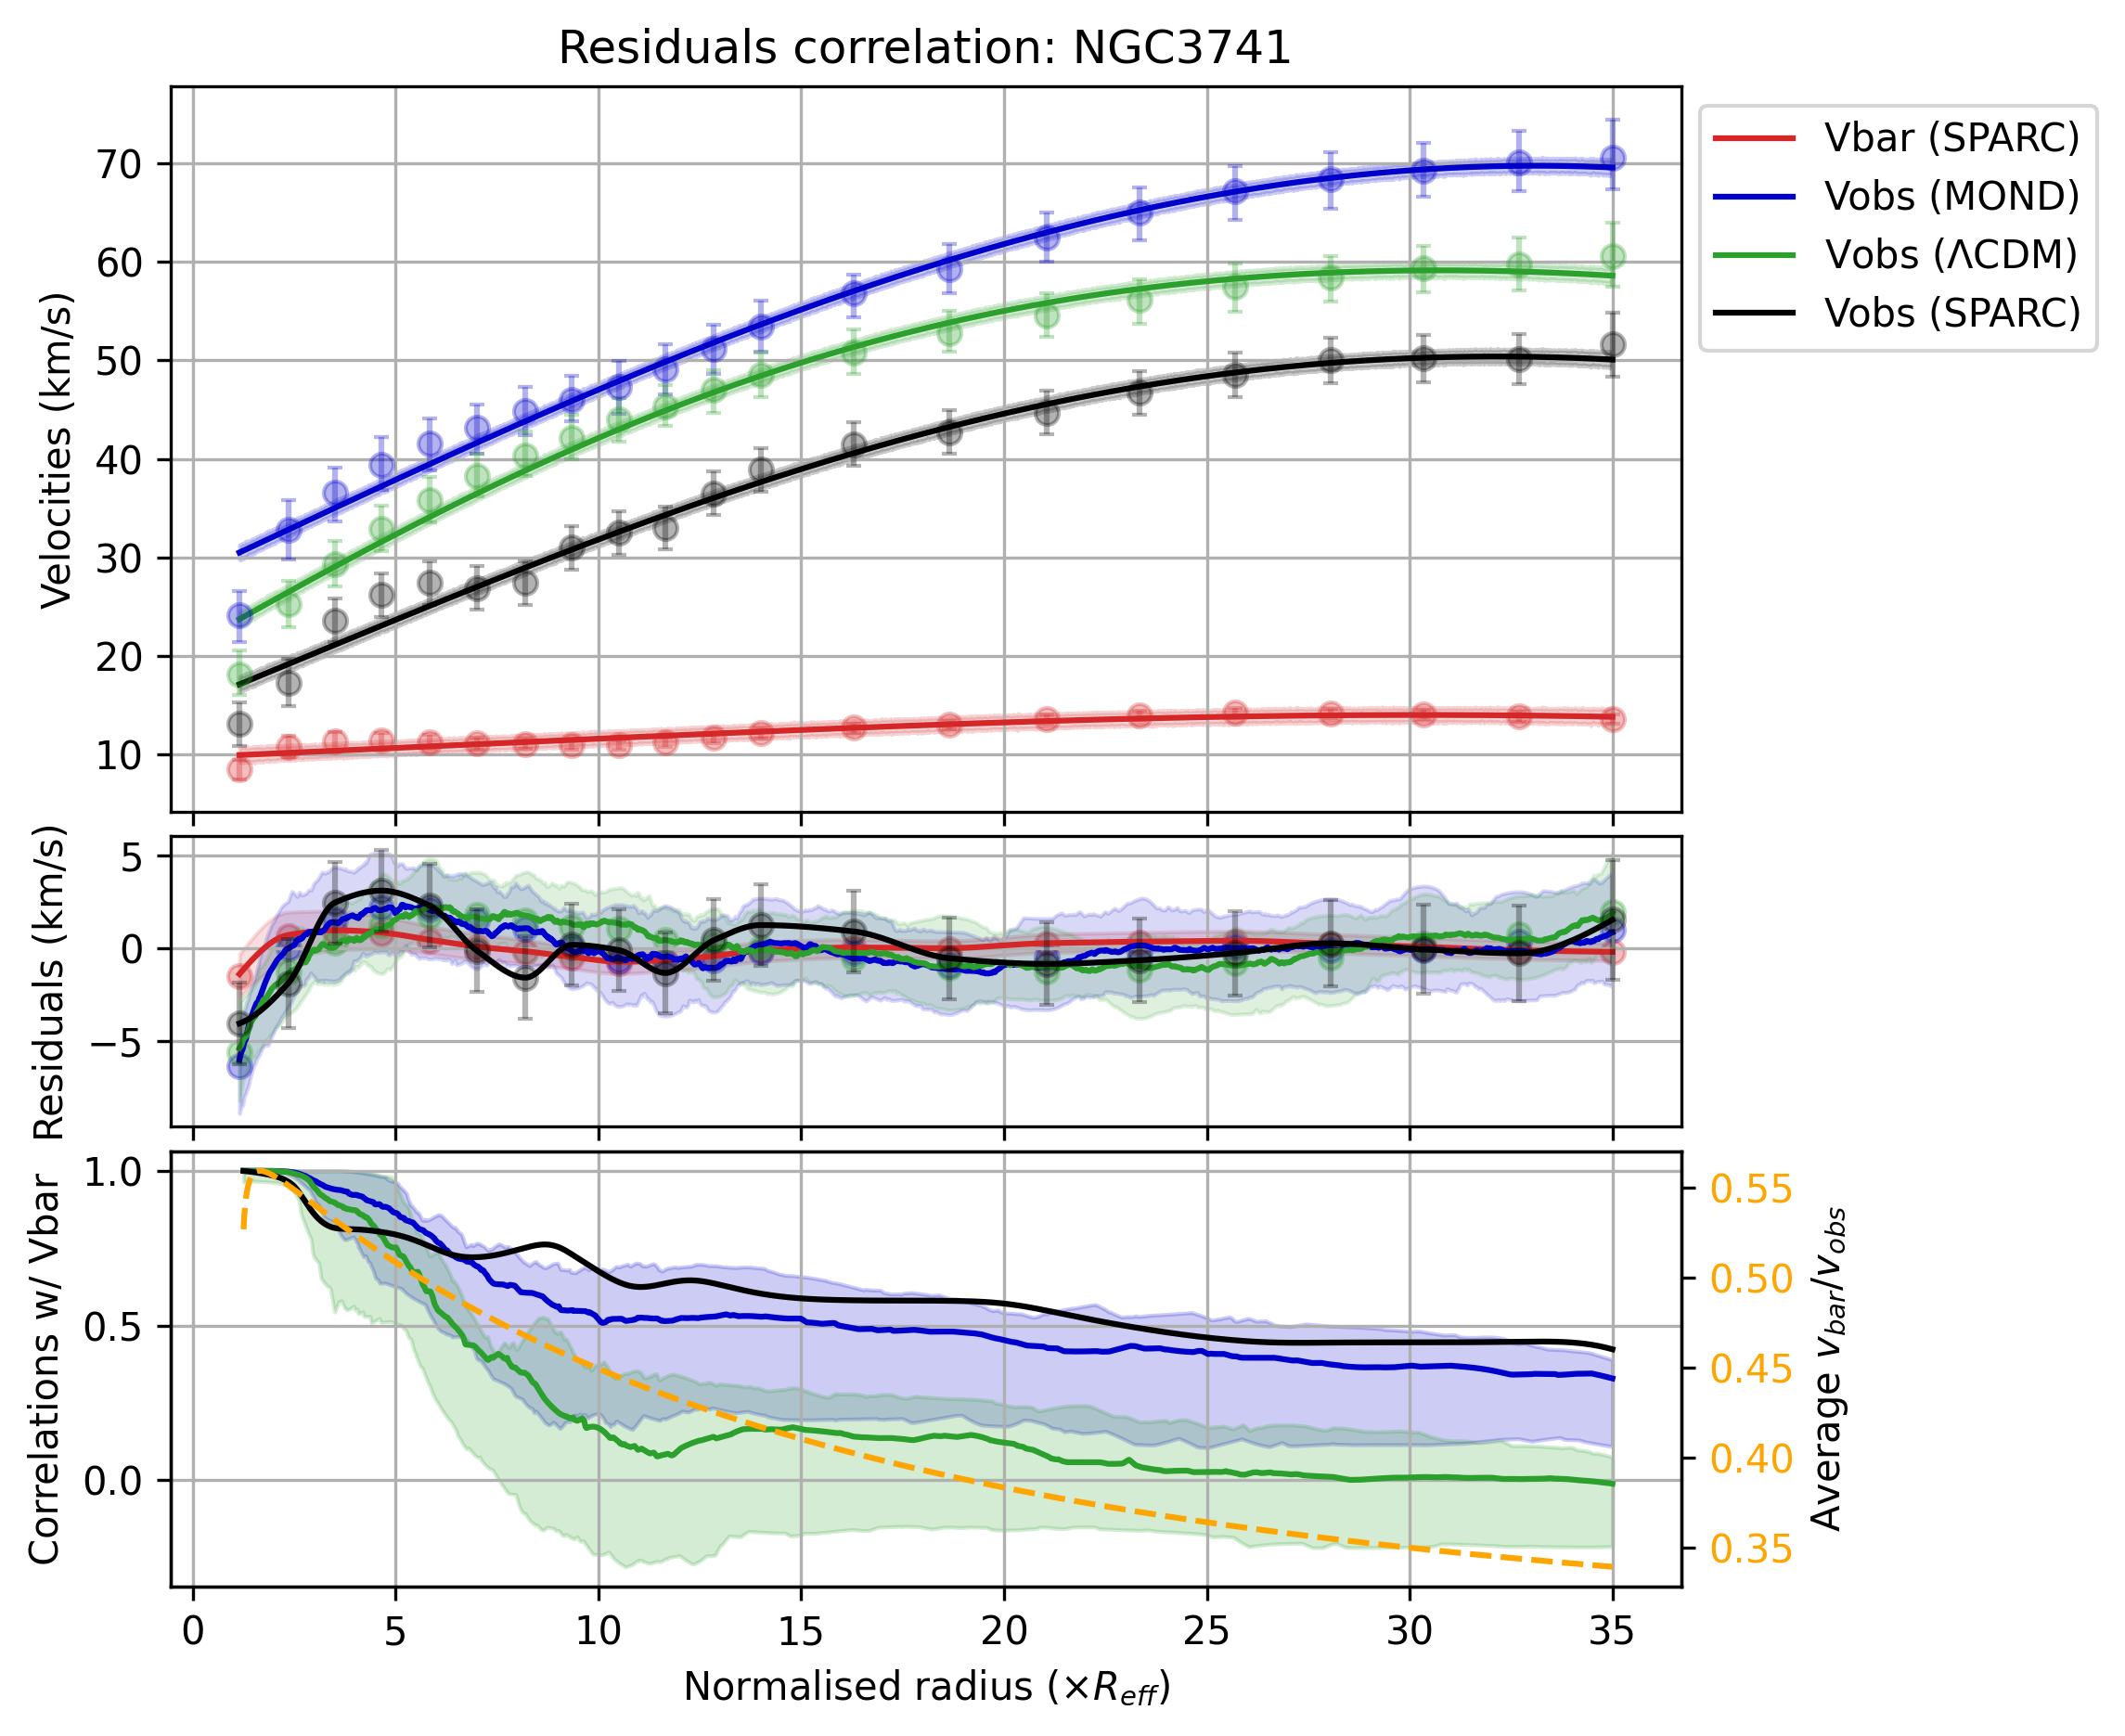 Residuals correlation: NGC3741
Velocities (km/s)
70
60
50
40
30
20
10
Vbar (SPARC)
Vobs (MOND)
Vobs (ΛCDM)
Vobs (SPARC)
Residuals (km/s)
5
0
−5
Correlations w/ Vbar
1.0
0.5
0.0
0.55
0.50
0.45
0.40
0.35
Average v_bar/v_obs
0 5 10 15 20 25 30 35
Normalised radius (×R_eff)